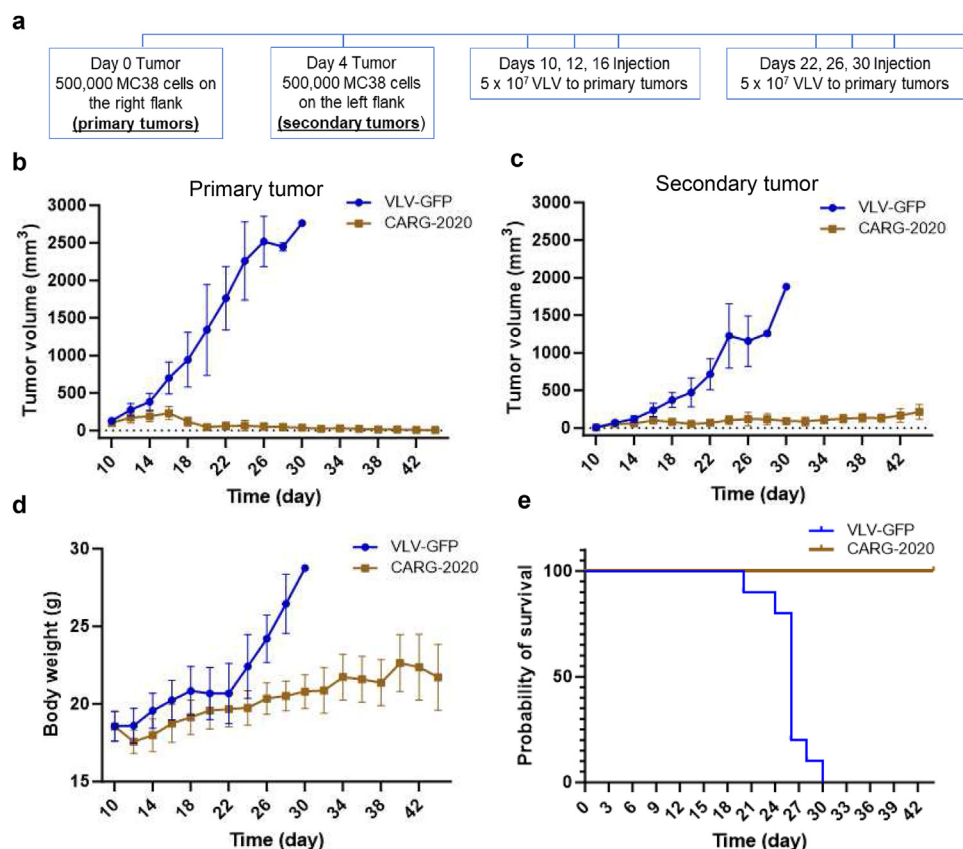 a
Day 0 Tumor
500,000 MC38 cells on
the right flank
(primary tumors)
Day 4 Tumor
500,000 MC38 cells
on the left flank
(secondary tumors)
Days 10, 12, 16 Injection
5 x 10⁷ VLV to primary tumors
Days 22, 26, 30 Injection
5 x 10⁷ VLV to primary tumors
b
Primary tumor
VLV-GFP
CARG-2020
Tumor volume (mm³)
3000
2500
2000
1500
1000
500
0
10 14 18 22 26 30 34 38 42
Time (day)
c
Secondary tumor
VLV-GFP
CARG-2020
Tumor volume (mm³)
3000
2500
2000
1500
1000
500
0
10 14 18 22 26 30 34 38 42
Time (day)
d
VLV-GFP
CARG-2020
Body weight (g)
30
25
20
15
10 14 18 22 26 30 34 38 42
Time (day)
e
VLV-GFP
CARG-2020
Probability of survival
100
50
0
0 3 6 9 12 15 18 21 24 27 30 33 36 39 42
Time (day)